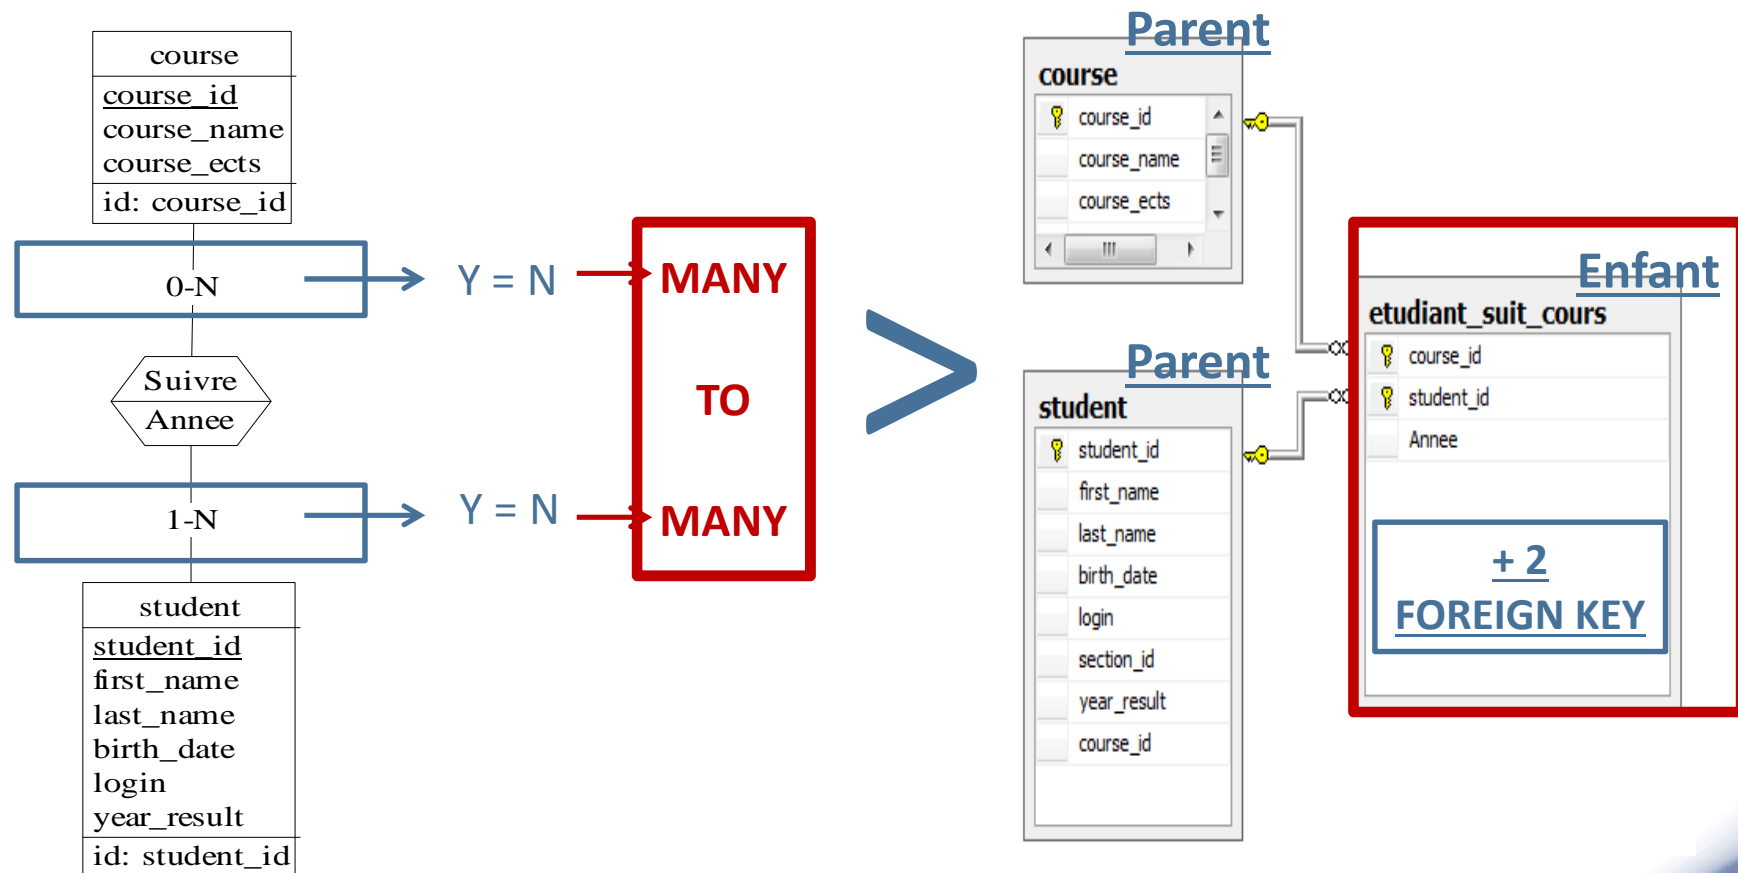 course
course_id
course_name
course_ects
id: course_id
0-N
Y = N
Suivre
Annee
1-N
Y = N
student
student_id
first_name
last_name
birth_date
login
year_result
id: student_id
MANY
TO
MANY
>
Parent
course
course_id
course_name
course_ects
Parent
student
student_id
first_name
last_name
birth_date
login
section_id
year_result
course_id
Enfant
etudiant_suit_cours
course_id
student_id
Annee
+ 2
FOREIGN KEY